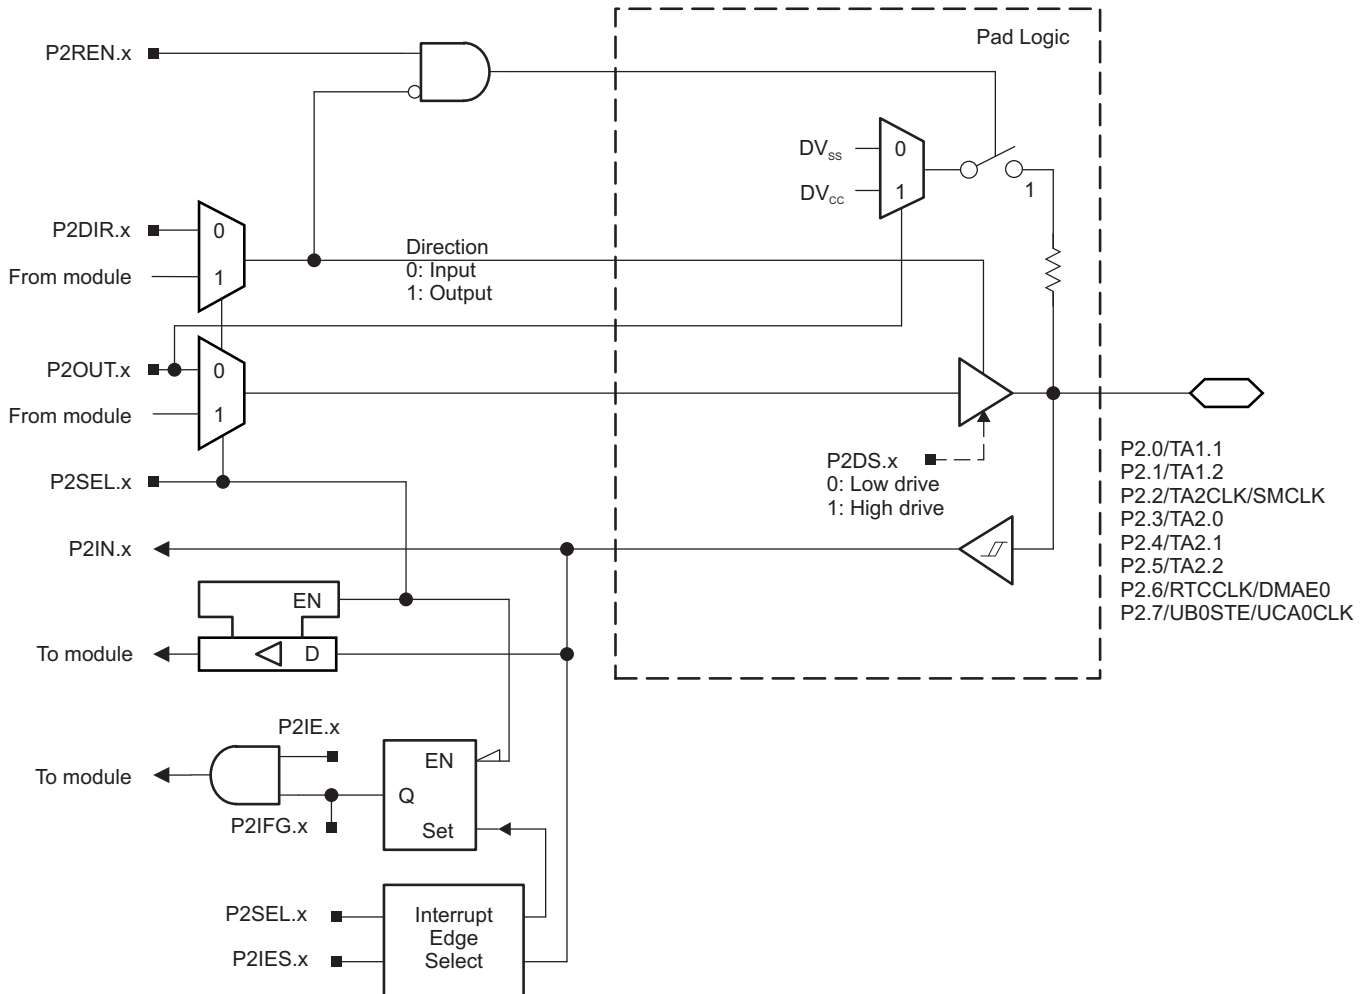 P2REN.x
Pad Logic
DVSS
0
DVCC
1
1
P2DIR.x
0
From module
1
Direction
0: Input
1: Output
P2OUT.x
0
From module
1
P2SEL.x
P2DS.x
0: Low drive
1: High drive
P2.0/TA1.1
P2.1/TA1.2
P2.2/TA2CLK/SMCLK
P2.3/TA2.0
P2.4/TA2.1
P2.5/TA2.2
P2.6/RTCCLK/DMAE0
P2.7/UB0STE/UCA0CLK
P2IN.x
EN
To module
D
P2IE.x
EN
To module
Q
P2IFG.x
Set
P2SEL.x
P2IES.x
Interrupt
Edge
Select